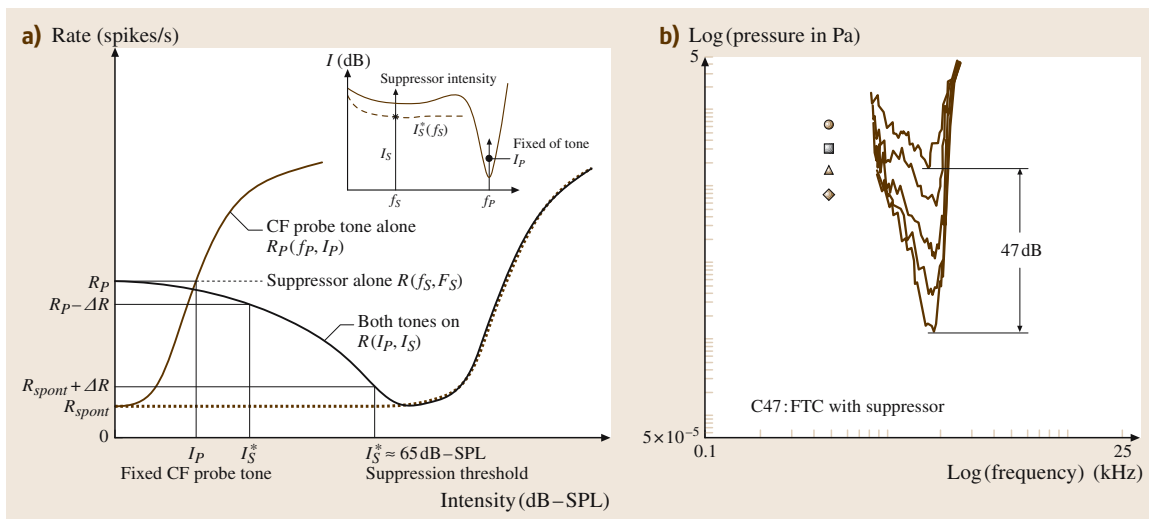 a) Rate (spikes/s)
I (dB)
Suppressor intensity
I*S(fS)
Fixed of tone
IP
IS
fS
fP
CF probe tone alone
RP(fP, IP)
RP
Suppressor alone R(fS, FS)
RP – ΔR
Both tones on
R(IP, IS)
Rspont + ΔR
Rspont
0
IP
I*S
I*S ≈ 65 dB–SPL
Fixed CF probe tone
Suppression threshold
Intensity (dB–SPL)
b) Log (pressure in Pa)
5
47 dB
C47: FTC with suppressor
5×10⁻⁵
0.1
25
Log (frequency) (kHz)